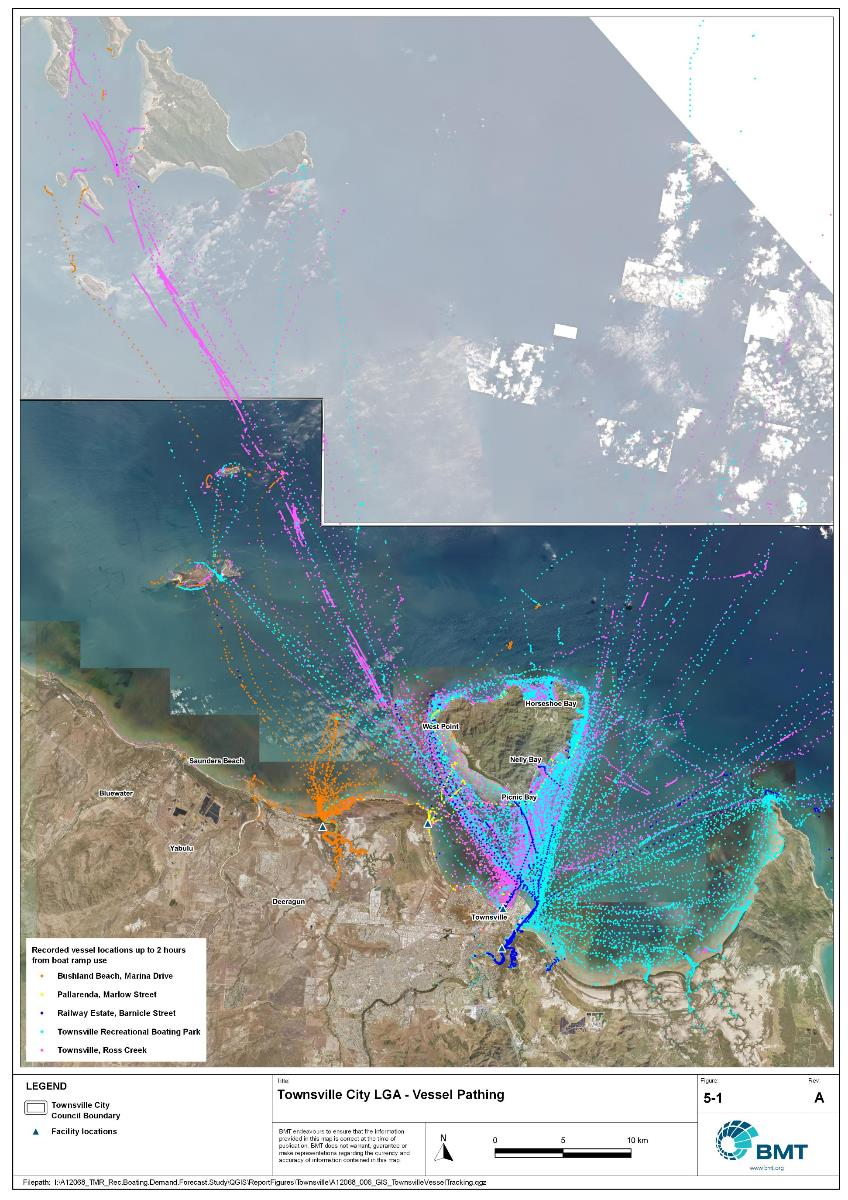 Horseshoe Bay
West Point
Nelly Bay
Saunders Beach
Picnic Bay
Bluewater
Yabulu
Deeragun
Townsville
Recorded vessel locations up to 2 hours
from boat ramp use
Bushland Beach, Marina Drive
Pallarenda, Marlow Street
Railway Estate, Barnicle Street
Townsville Recreational Boating Park
Townsville, Ross Creek
LEGEND
Townsville City
Council Boundary
Facility locations
Title:
Townsville City LGA - Vessel Pathing
BMT endeavours to ensure that the information
provided in this map is correct at the time of
publication. BMT does not warrant, guarantee or
make representations regarding the currency and
accuracy of information contained in this map.
N
0 5 10 km
Figure: Rev:
5-1 A
BMT
www.bmt.org
Filepath: I:\A12068_TMR_Rec.Boating.Demand.Forecast.Study\QGIS\ReportFigures\Townsville\A12068_006_GIS_TownsvilleVesselTracking.qgz